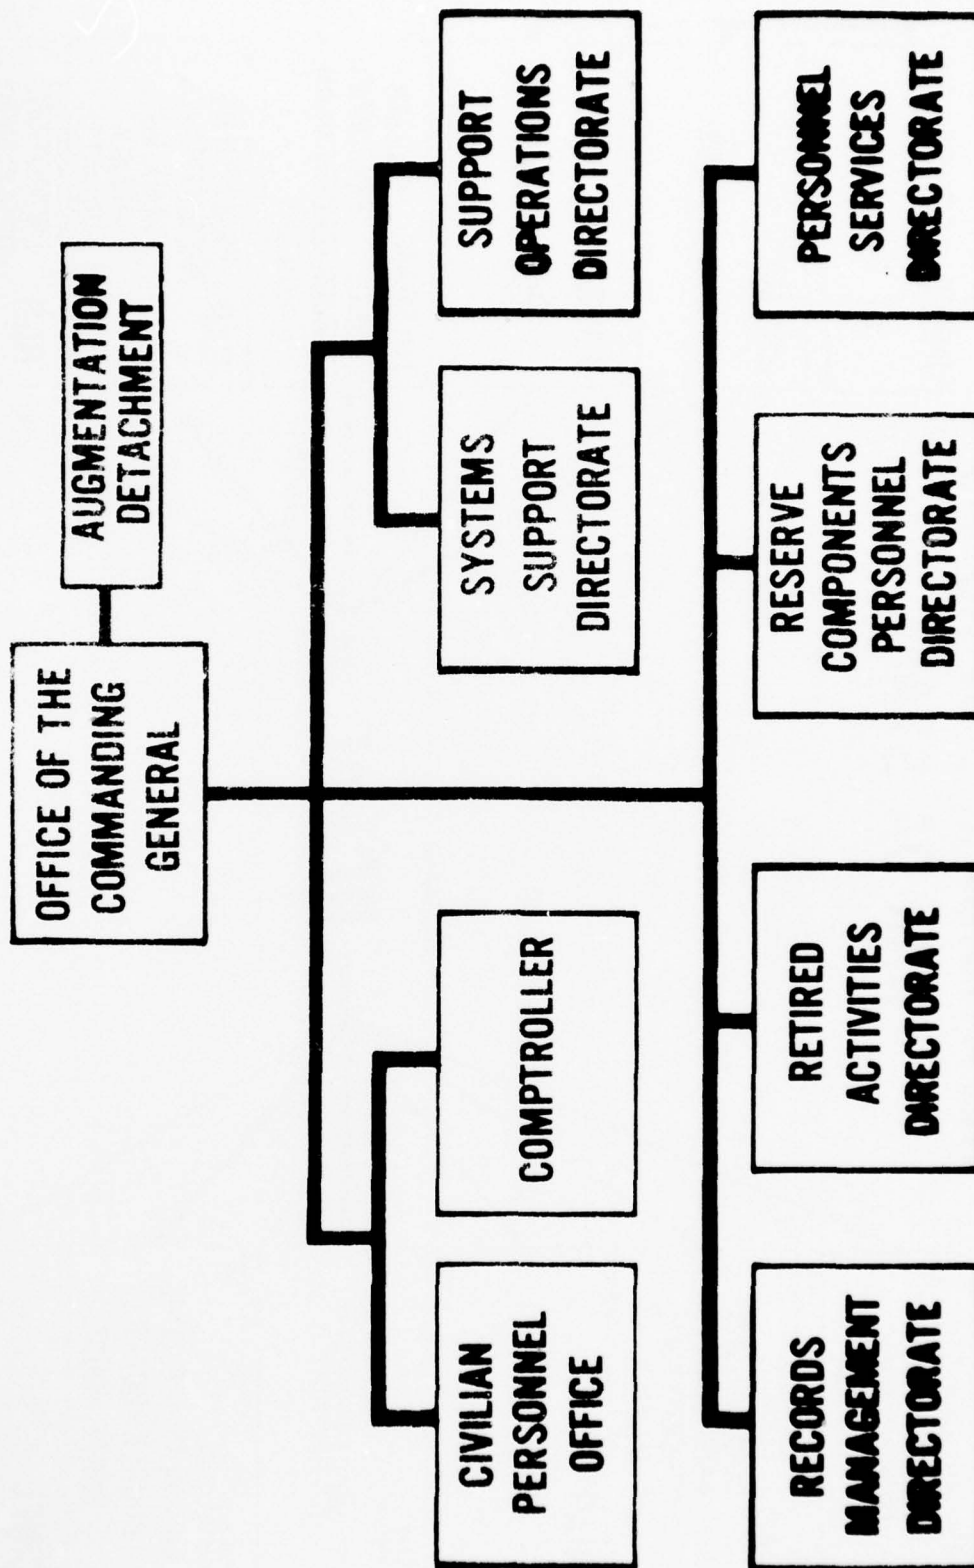 OFFICE OF THE
COMMANDING
GENERAL
AUGMENTATION
DETACHMENT
CIVILIAN
PERSONNEL
OFFICE
COMPTROLLER
SYSTEMS
SUPPORT
DIRECTORATE
SUPPORT
OPERATIONS
DIRECTORATE
RECORDS
MANAGEMENT
DIRECTORATE
RETIRED
ACTIVITIES
DIRECTORATE
RESERVE
COMPONENTS
PERSONNEL
DIRECTORATE
PERSONNEL
SERVICES
DIRECTORATE